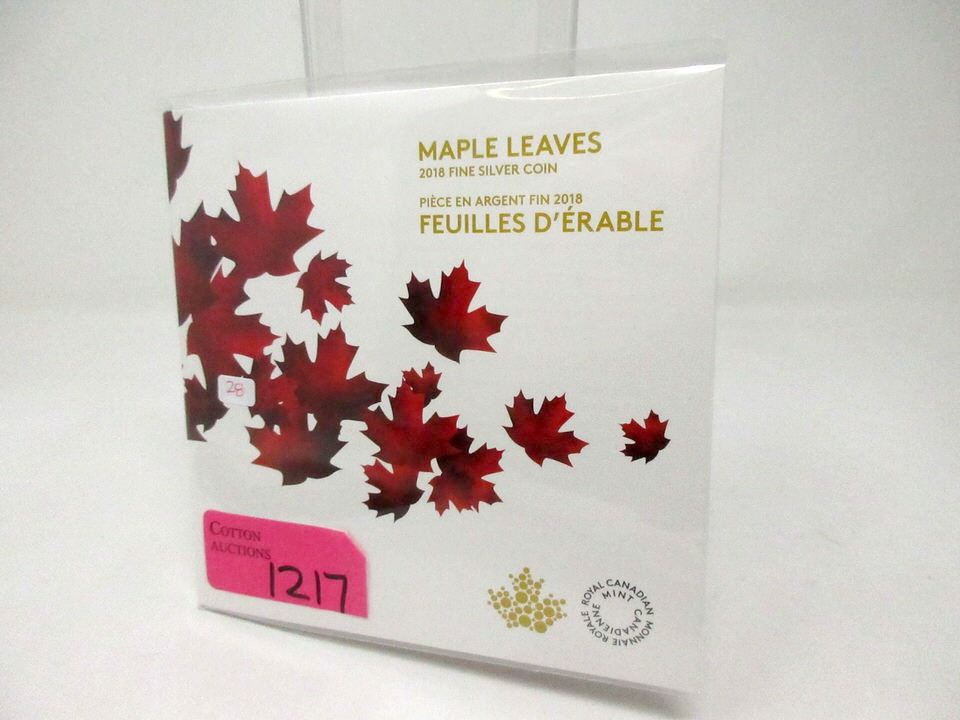 MAPLE LEAVES
2018 FINE SILVER COIN
PIÈCE EN ARGENT FIN 2018
FEUILLES D'ÉRABLE
28
COTTON
AUCTIONS
1217
ROYAL CANADIAN MINT
MONNAIE ROYALE CANADIENNE